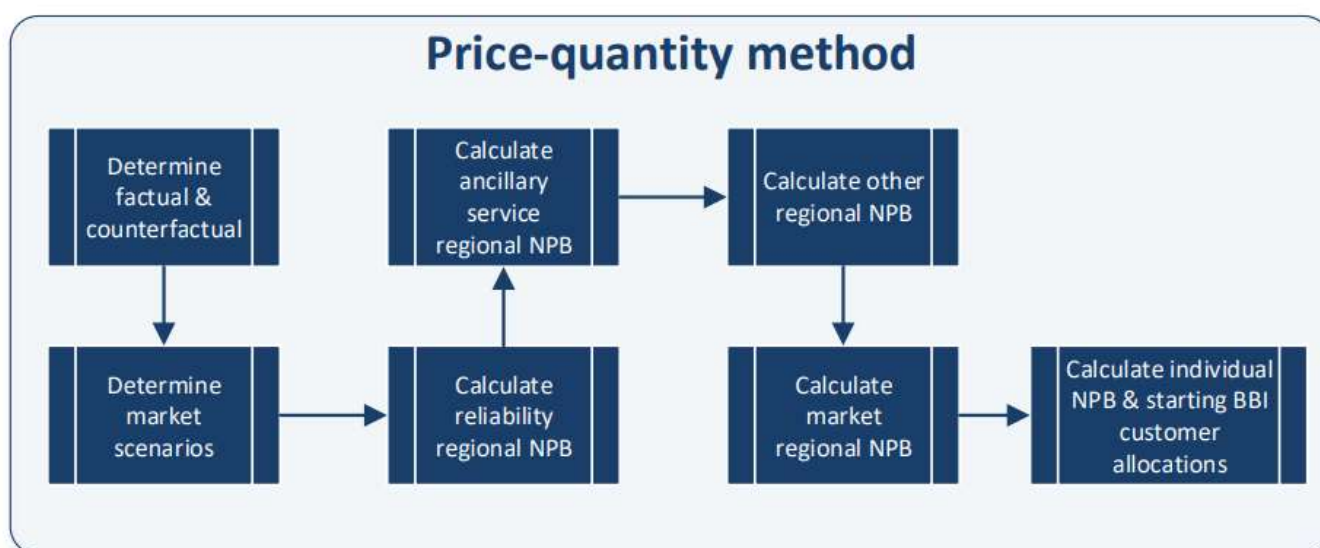 Price-quantity method
Determine
factual &
counterfactual
Determine
market
scenarios
Calculate
reliability
regional NPB
Calculate
ancillary
service
regional NPB
Calculate other
regional NPB
Calculate
market
regional NPB
Calculate individual
NPB & starting BBI
customer
allocations